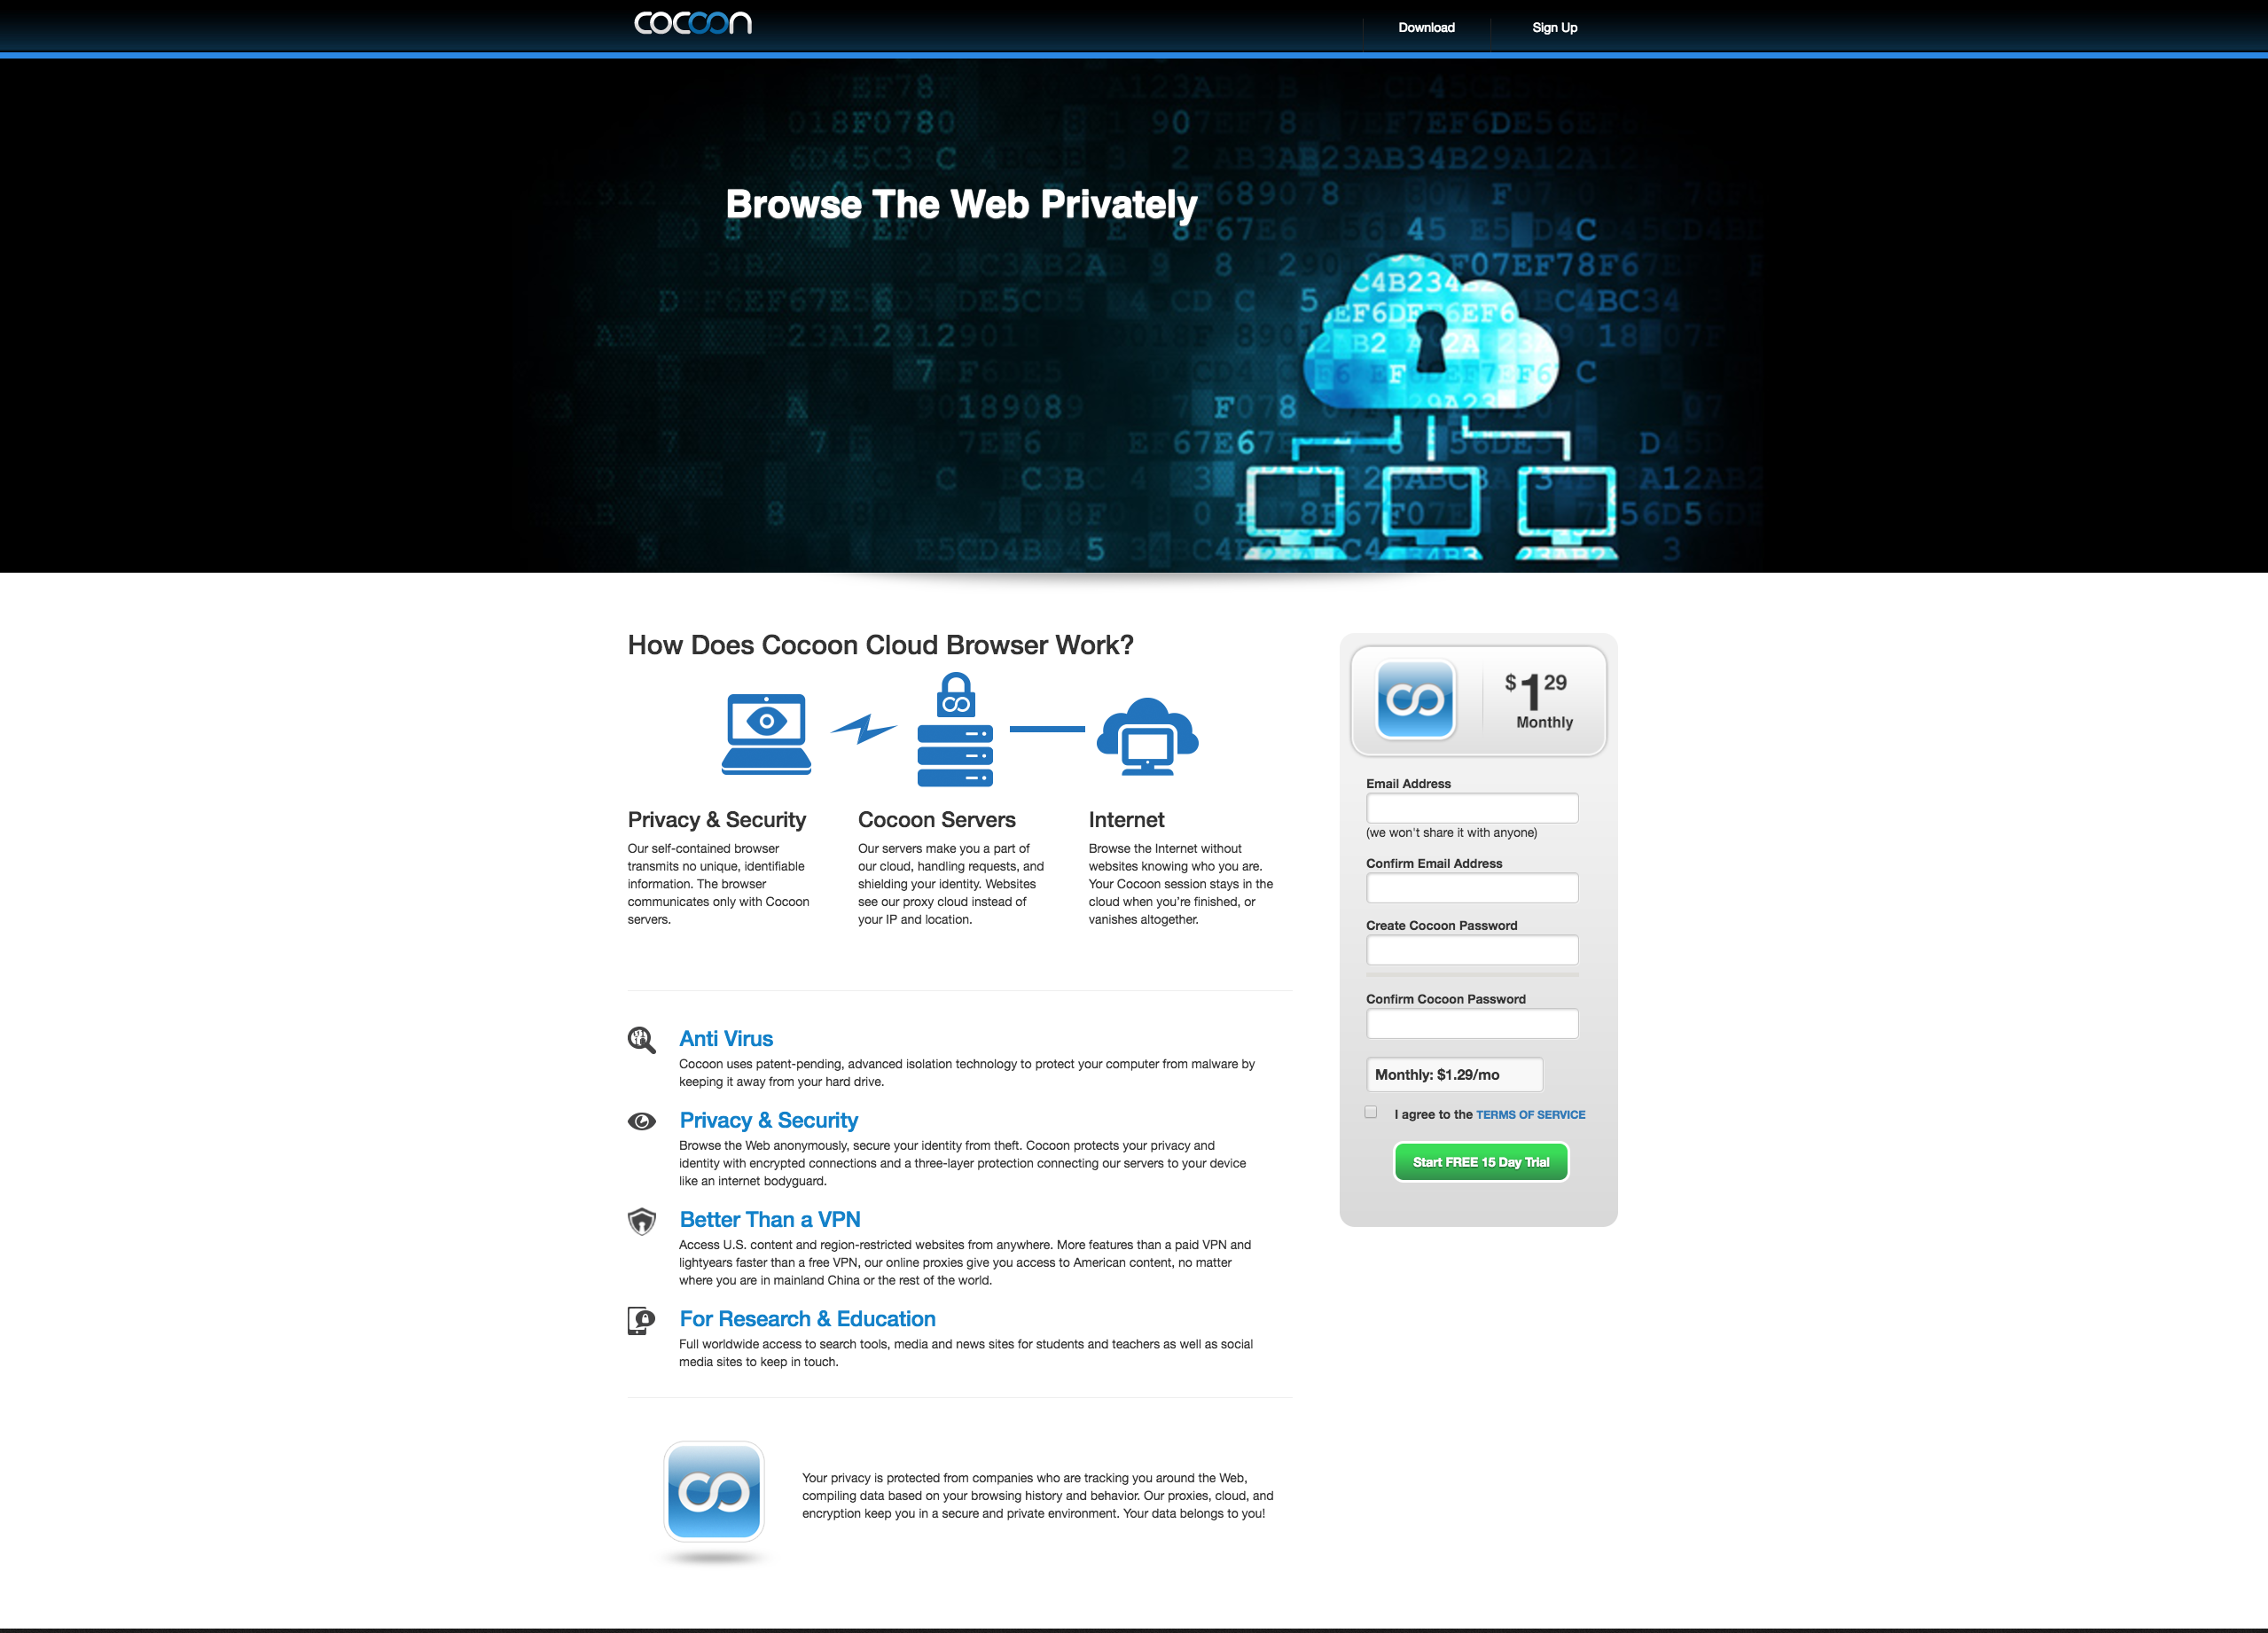 cocoon
Download
Sign Up
Browse The Web Privately
How Does Cocoon Cloud Browser Work?
Privacy & Security
Our self-contained browser
transmits no unique, identifiable
information. The browser
communicates only with Cocoon
servers.
Cocoon Servers
Our servers make you a part of
our cloud, handling requests, and
shielding your identity. Websites
see our proxy cloud instead of
your IP and location.
Internet
Browse the Internet without
websites knowing who you are.
Your Cocoon session stays in the
cloud when you're finished, or
vanishes altogether.
Anti Virus
Cocoon uses patent-pending, advanced isolation technology to protect your computer from malware by
keeping it away from your hard drive.
Privacy & Security
Browse the Web anonymously, secure your identity from theft. Cocoon protects your privacy and
identity with encrypted connections and a three-layer protection connecting our servers to your device
like an internet bodyguard.
Better Than a VPN
Access U.S. content and region-restricted websites from anywhere. More features than a paid VPN and
lightyears faster than a free VPN, our online proxies give you access to American content, no matter
where you are in mainland China or the rest of the world.
For Research & Education
Full worldwide access to search tools, media and news sites for students and teachers as well as social
media sites to keep in touch.
Your privacy is protected from companies who are tracking you around the Web,
compiling data based on your browsing history and behavior. Our proxies, cloud, and
encryption keep you in a secure and private environment. Your data belongs to you!
$1 29
Monthly
Email Address
(we won't share it with anyone)
Confirm Email Address
Create Cocoon Password
Confirm Cocoon Password
Monthly: $1.29/mo
I agree to the TERMS OF SERVICE
Start FREE 15 Day Trial